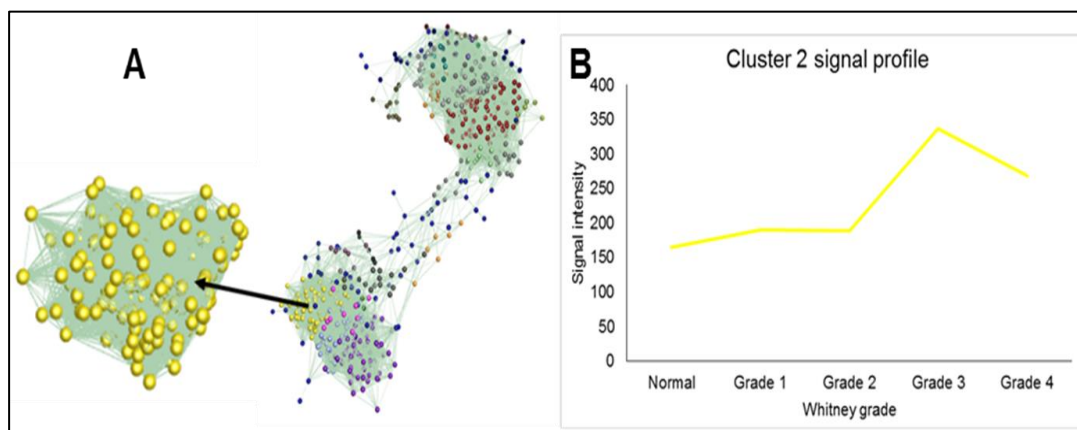 A
B
Cluster 2 signal profile
400
350
300
250
200
150
100
50
0
Signal intensity
Normal Grade 1 Grade 2 Grade 3 Grade 4
Whitney grade